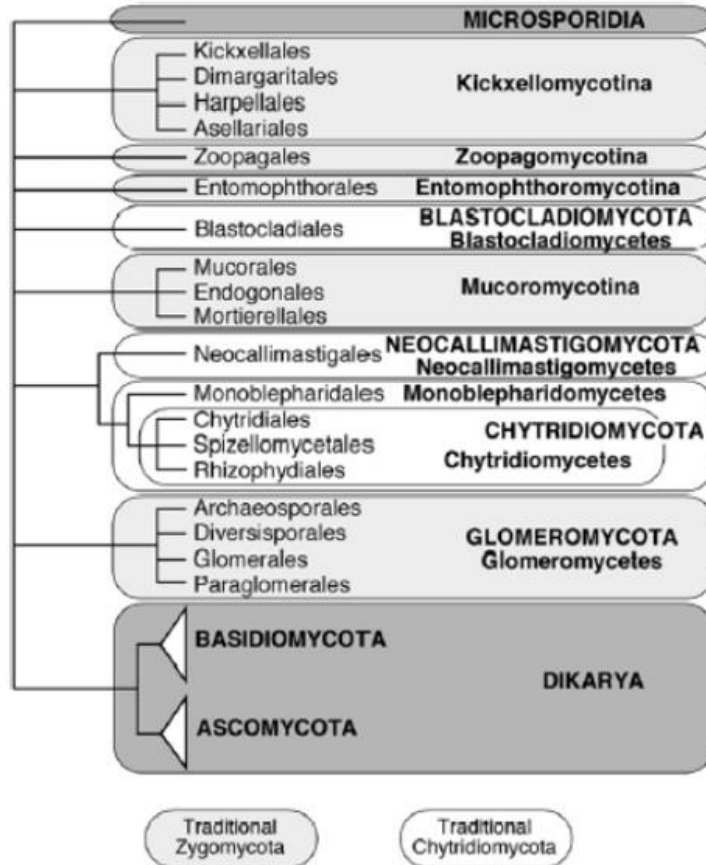 MICROSPORIDIA
Kickxellales
Dimargaritales
Harpellales
Asellariales
Kickxellomycotina
Zoopagales Zoopagomycotina
Entomophthorales Entomophthoromycotina
Blastocladiales
BLASTOCLADIOMYCOTA
Blastocladiomycetes
Mucorales
Endogonales
Mortierellales
Mucoromycotina
Neocallimastigales
NEOCALLIMASTIGOMYCOTA
Neocallimastigomycetes
Monoblepharidales Monoblepharidomycetes
Chytridiales
Spizellomycetales
Rhizophydiales
CHYTRIDIOMYCOTA
Chytridiomycetes
Archaeosporales
Diversisporales
Glomerales
Paraglomerales
GLOMEROMYCOTA
Glomeromycetes
BASIDIOMYCOTA
ASCOMYCOTA
DIKARYA
Traditional
Zygomycota
Traditional
Chytridiomycota